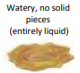 Watery, no solid
pieces
(entirely liquid)